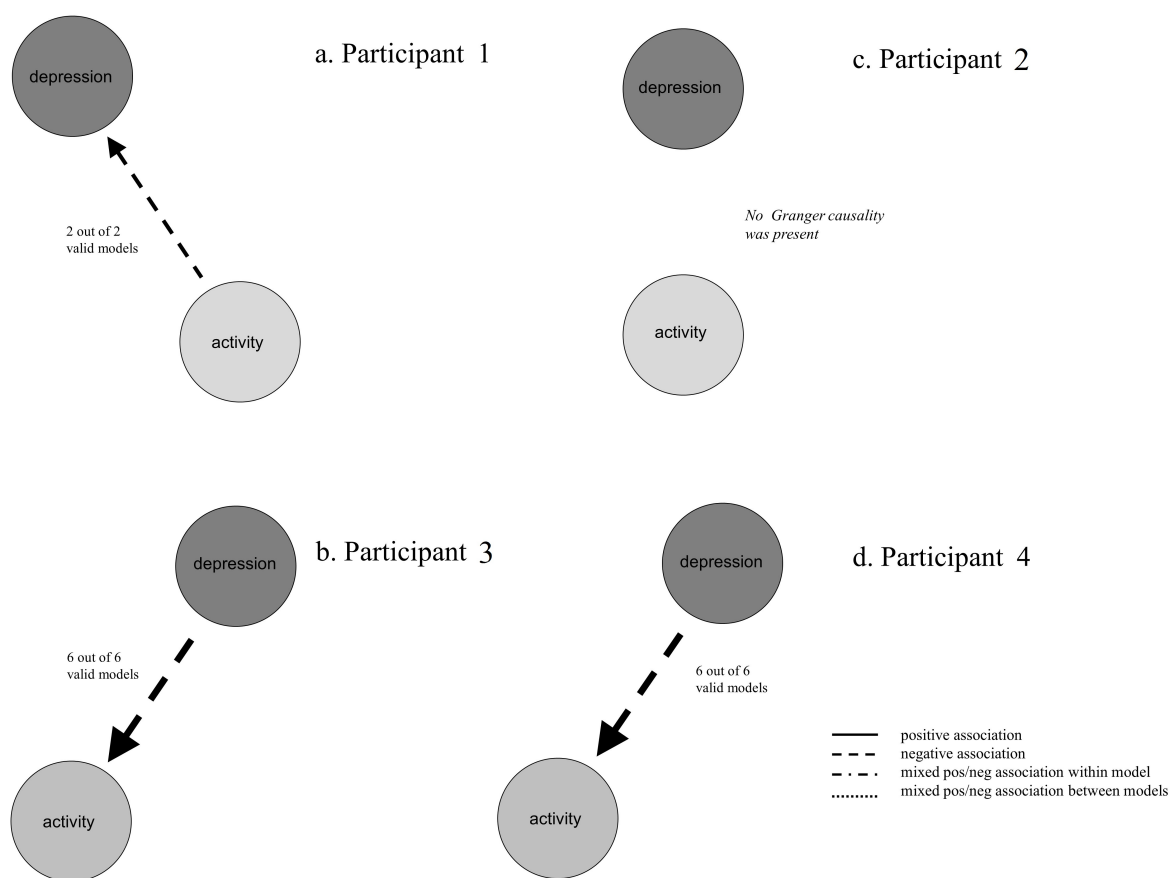 a. Participant 1
depression
2 out of 2
valid models
activity
c. Participant 2
depression
No Granger causality
was present
activity
b. Participant 3
depression
6 out of 6
valid models
activity
d. Participant 4
depression
6 out of 6
valid models
activity
positive association
negative association
mixed pos/neg association within model
mixed pos/neg association between models